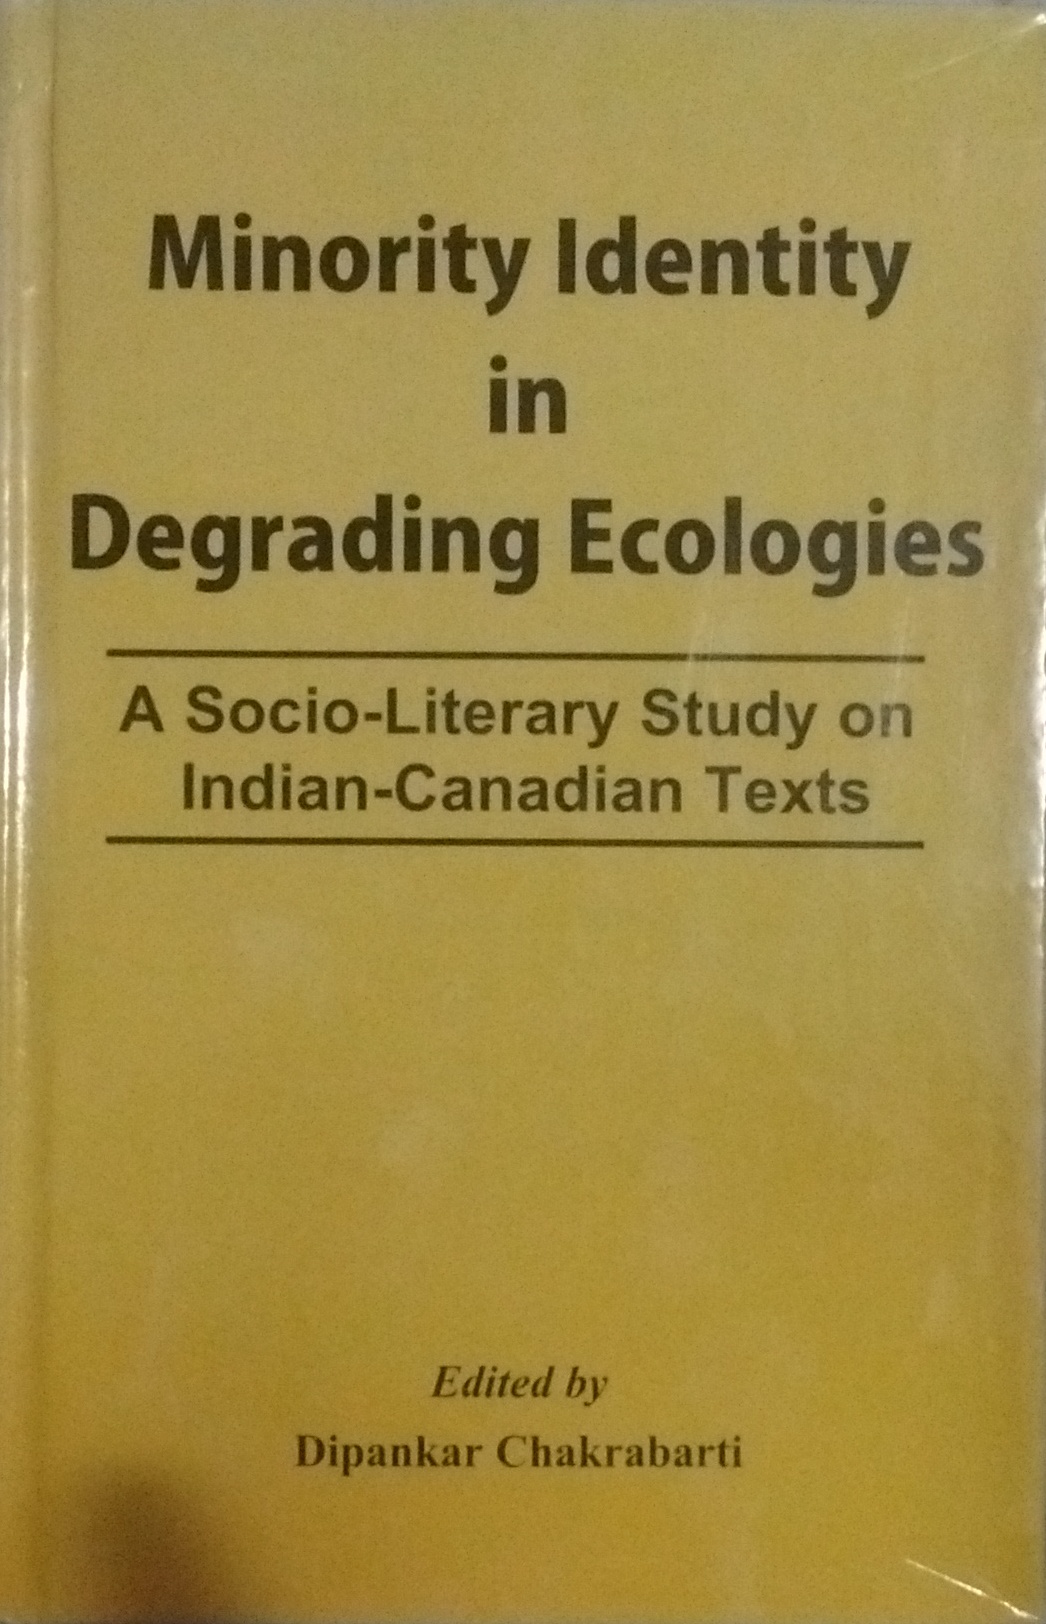 Minority Identity
in
Degrading Ecologies
A Socio-Literary Study on
Indian-Canadian Texts
Edited by
Dipankar Chakrabarti